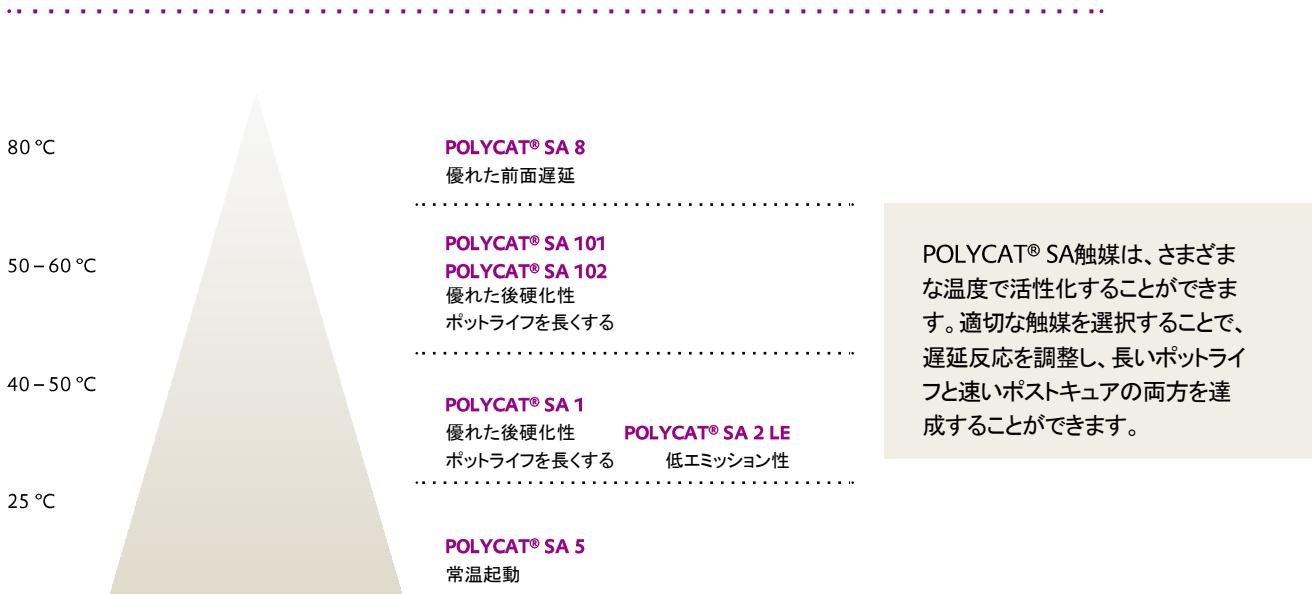 80 °C
POLYCAT® SA 8
優れた前面遅延
50 – 60 °C
POLYCAT® SA 101
POLYCAT® SA 102
優れた後硬化性
ポットライフを長くする
40 – 50 °C
POLYCAT® SA 1
優れた後硬化性
ポットライフを長くする
POLYCAT® SA 2 LE
低エミッション性
25 °C
POLYCAT® SA 5
常温起動
POLYCAT® SA触媒は、さまざま
な温度で活性化することができま
す。適切な触媒を選択することで、
遅延反応を調整し、長いポットライ
フと速いポストキュアの両方を達
成することができます。